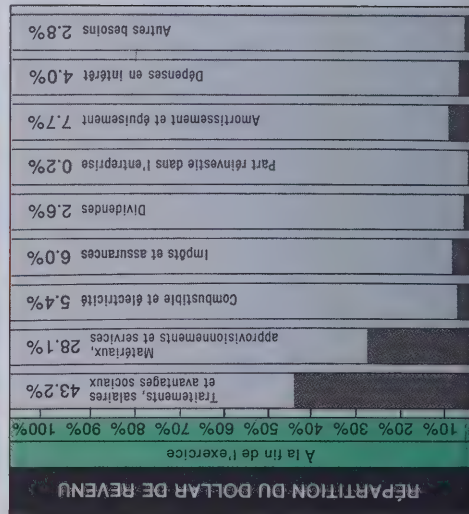 RÉPARTITION DU DOLLAR DE REVENU
À la fin de l'exercice
10% 20% 30% 40% 50% 60% 70% 80% 90% 100%
Traitements, salaires
et avantages sociaux 43.2%
Matériaux,
approvisionnements et services 28.1%
Combustible et électricité 5.4%
Impôts et assurances 6.0%
Dividendes 2.6%
Part réinvestie dans l'entreprise 0.2%
Amortissement et épuisement 7.7%
Dépenses en intérêt 4.0%
Autres besoins 2.8%